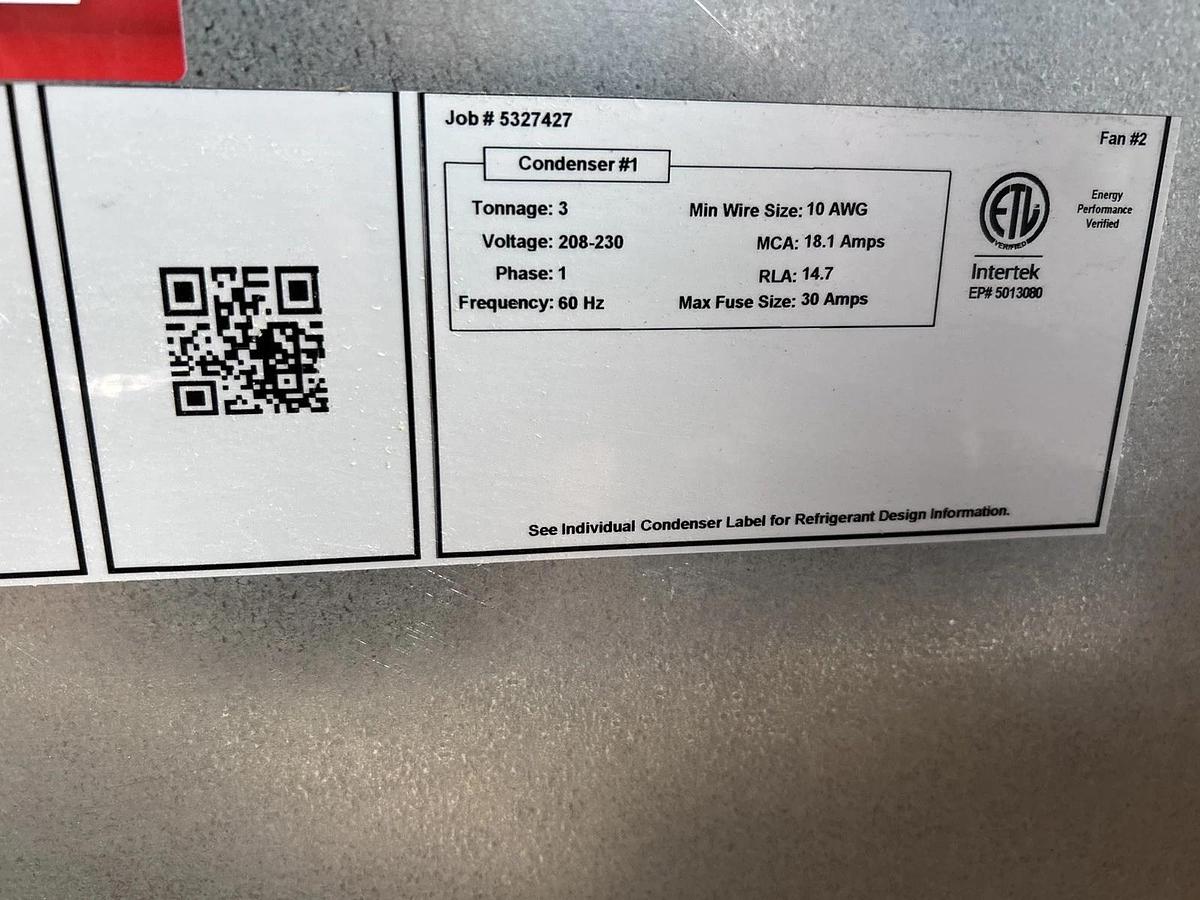 Job # 5327427
Fan #2
Condenser #1
Tonnage: 3
Voltage: 208-230
Phase: 1
Frequency: 60 Hz
Min Wire Size: 10 AWG
MCA: 18.1 Amps
RLA: 14.7
Max Fuse Size: 30 Amps
ETL
VERIFIED
Intertek
EP# 5013080
Energy
Performance
Verified
See Individual Condenser Label for Refrigerant Design Information.